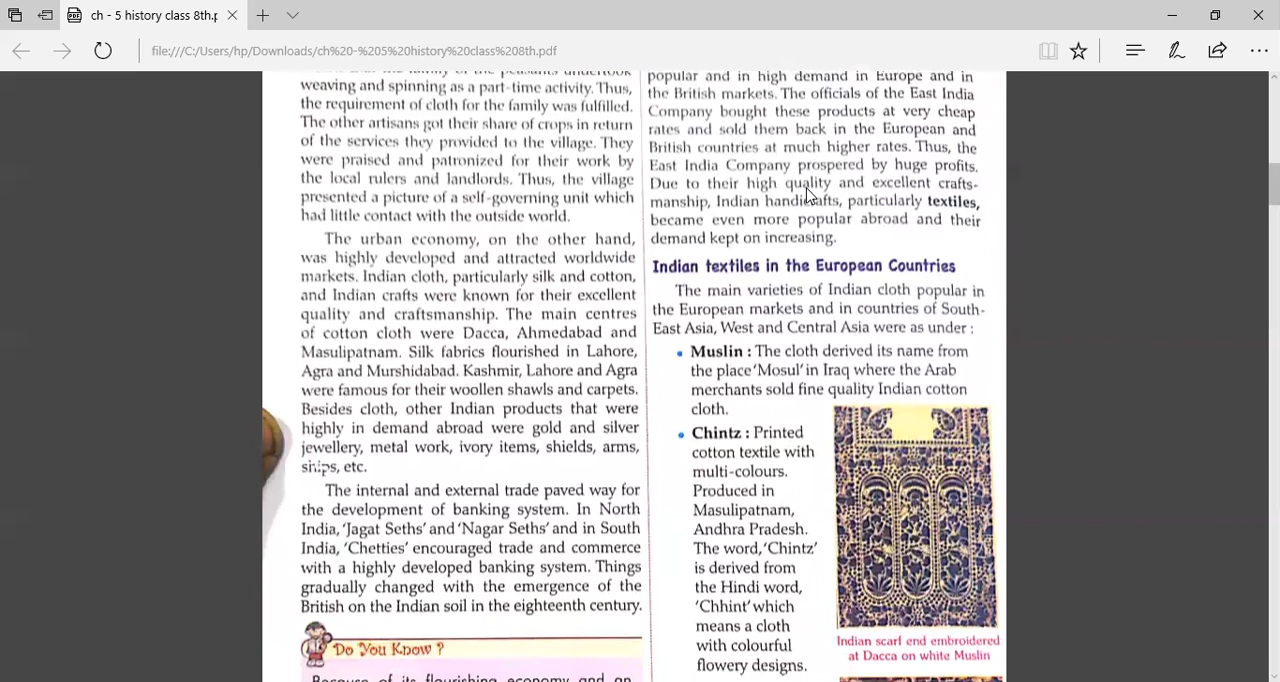 ch - 5 history class 8th.p
file:///C:/Users/hp/Downloads/ch%20-%205%20history%20class%208th.pdf
weaving and spinning as a part-time activity. Thus,
the requirement of cloth for the family was fulfilled.
The other artisans got their share of crops in return
of the services they provided to the village. They
were praised and patronized for their work by
the local rulers and landlords. Thus, the village
presented a picture of a self-governing unit which
had little contact with the outside world.
The urban economy, on the other hand,
was highly developed and attracted worldwide
markets. Indian cloth, particularly silk and cotton,
and Indian crafts were known for their excellent
quality and craftsmanship. The main centres
of cotton cloth were Dacca, Ahmedabad and
Masulipatnam. Silk fabrics flourished in Lahore,
Agra and Murshidabad. Kashmir, Lahore and Agra
were famous for their woollen shawls and carpets.
Besides cloth, other Indian products that were
highly in demand abroad were gold and silver
jewellery, metal work, ivory items, shields, arms,
ships, etc.
The internal and external trade paved way for
the development of banking system. In North
India, 'Jagat Seths' and 'Nagar Seths' and in South
India, 'Chetties' encouraged trade and commerce
with a highly developed banking system. Things
gradually changed with the emergence of the
British on the Indian soil in the eighteenth century.
Do You Know ?
Because of its flourishing economy and an
popular and in high demand in Europe and in
the British markets. The officials of the East India
Company bought these products at very cheap
rates and sold them back in the European and
British countries at much higher rates. Thus, the
East India Company prospered by huge profits.
Due to their high quality and excellent crafts-
manship, Indian handicrafts, particularly textiles,
became even more popular abroad and their
demand kept on increasing.
Indian textiles in the European Countries
The main varieties of Indian cloth popular in
the European markets and in countries of South-
East Asia, West and Central Asia were as under :
• Muslin : The cloth derived its name from
the place 'Mosul' in Iraq where the Arab
merchants sold fine quality Indian cotton
cloth.
• Chintz : Printed
cotton textile with
multi-colours.
Produced in
Masulipatnam,
Andhra Pradesh.
The word, 'Chintz'
is derived from
the Hindi word,
'Chhint' which
means a cloth
with colourful
flowery designs.
Indian scarf end embroidered
at Dacca on white Muslin